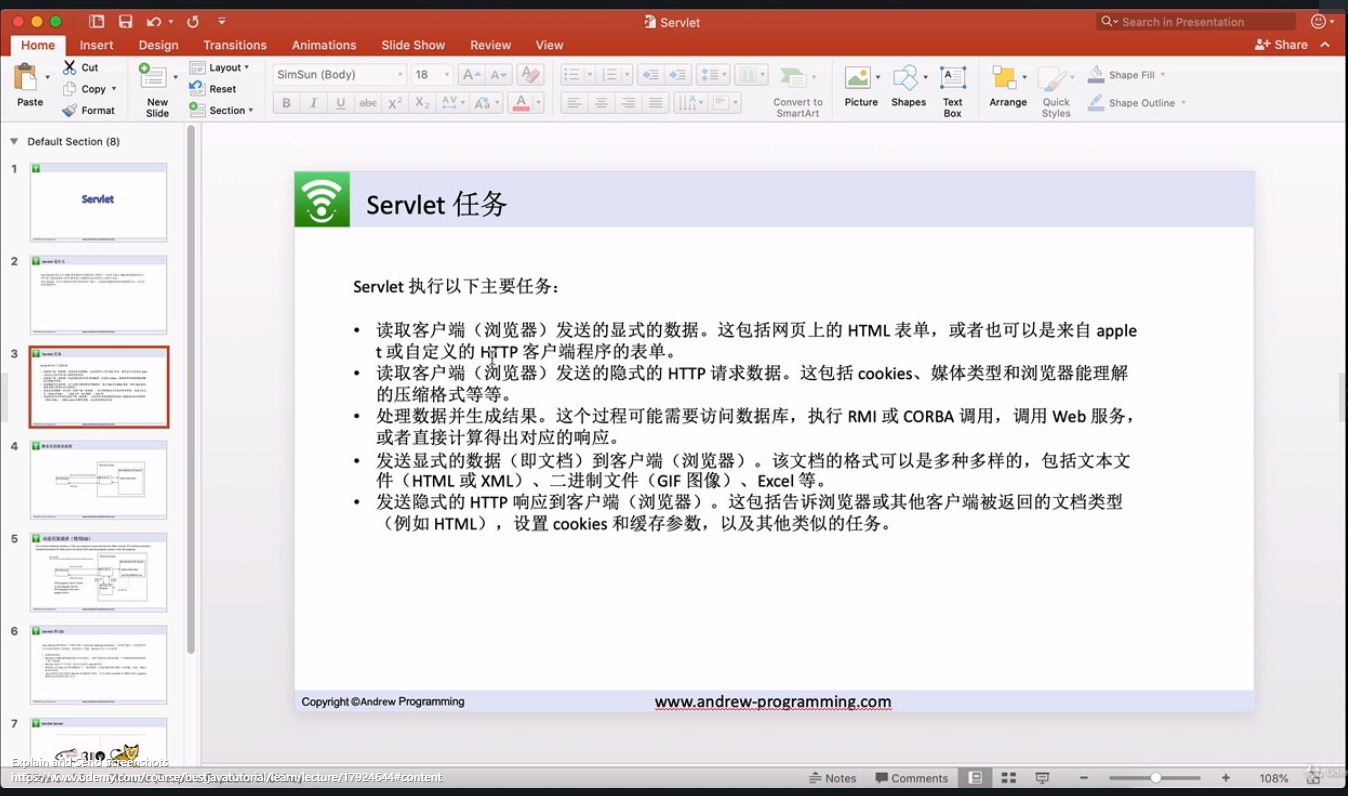 Servlet
Search in Presentation
Home Insert Design Transitions Animations Slide Show Review View
Share
Paste
Cut
Copy
Format
New Slide
Layout
Reset
Section
SimSun (Body) 18
Convert to SmartArt
Picture
Shapes
Text Box
Arrange
Quick Styles
Shape Fill
Shape Outline
Default Section (8)
1
Servlet
2
3
4
5
6
7
Servlet 任务
Servlet 执行以下主要任务：
• 读取客户端（浏览器）发送的显式的数据。这包括网页上的 HTML 表单，或者也可以是来自 apple
t 或自定义的 HTTP 客户端程序的表单。
• 读取客户端（浏览器）发送的隐式的 HTTP 请求数据。这包括 cookies、媒体类型和浏览器能理解
的压缩格式等等。
• 处理数据并生成结果。这个过程可能需要访问数据库，执行 RMI 或 CORBA 调用，调用 Web 服务，
或者直接计算得出对应的响应。
• 发送显式的数据（即文档）到客户端（浏览器）。该文档的格式可以是多种多样的，包括文本文
件（HTML 或 XML）、二进制文件（GIF 图像）、Excel 等。
• 发送隐式的 HTTP 响应到客户端（浏览器）。这包括告诉浏览器或其他客户端被返回的文档类型
（例如 HTML），设置 cookies 和缓存参数，以及其他类似的任务。
Copyright ©Andrew Programming
www.andrew-programming.com
Explain and Send Screenshots
https://www.udemy.com/course/bestjavatutorial/learn/lecture/17924644#content
Notes
Comments
108%